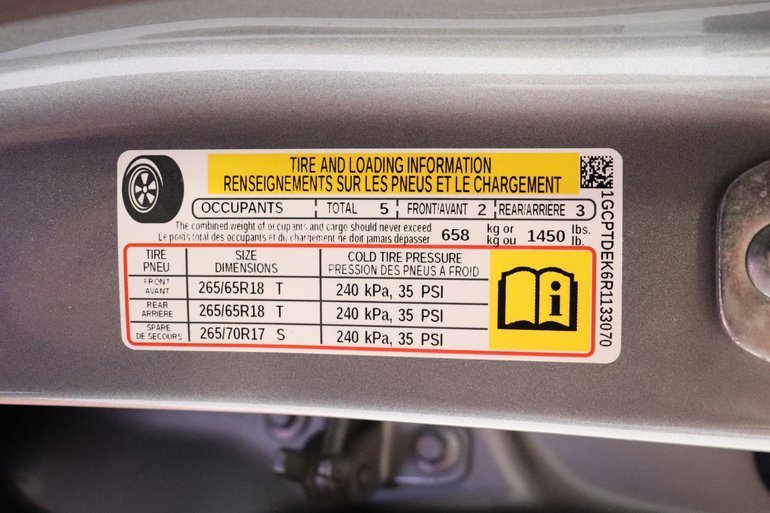 TIRE AND LOADING INFORMATION
RENSEIGNEMENTS SUR LES PNEUS ET LE CHARGEMENT
OCCUPANTS TOTAL 5 FRONT/AVANT 2 REAR/ARRIÈRE 3
The combined weight of occupants and cargo should never exceed 658 kg or 1450 lbs.
Le poids total des occupants et du chargement ne doit jamais dépasser kg ou lb.
TIRE SIZE COLD TIRE PRESSURE
PNEU DIMENSIONS PRESSION DES PNEUS A FROID
FRONT AVANT 265/65R18 T 240 kPa, 35 PSI
REAR ARRIÈRE 265/65R18 T 240 kPa, 35 PSI
SPARE DE SECOURS 265/70R17 S 240 kPa, 35 PSI
i
1GCPTDEK6R1133070